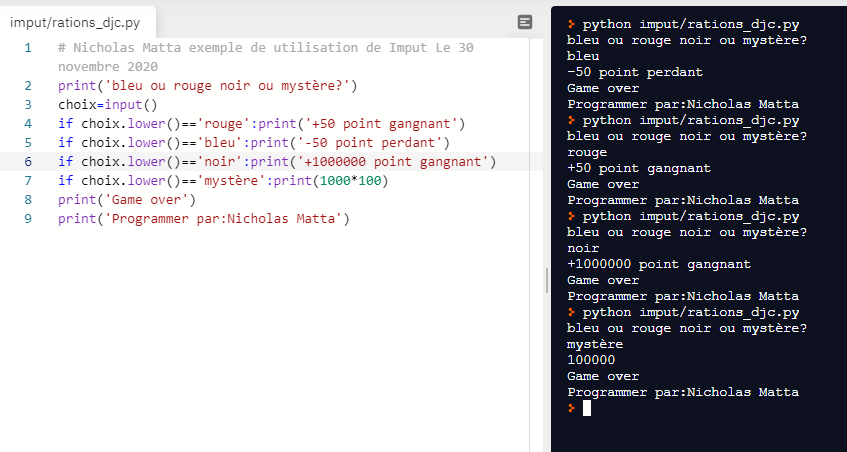 imput/rations_djc.py
1 # Nicholas Matta exemple de utilisation de Imput Le 30
novembre 2020
2 print('bleu ou rouge noir ou mystère?')
3 choix=input()
4 if choix.lower()=='rouge':print('+50 point gangnant')
5 if choix.lower()=='bleu':print('-50 point perdant')
6 if choix.lower()=='noir':print('+1000000 point gangnant')
7 if choix.lower()=='mystère':print(1000*100)
8 print('Game over')
9 print('Programmer par:Nicholas Matta')
> python imput/rations_djc.py
bleu ou rouge noir ou mystère?
bleu
-50 point perdant
Game over
Programmer par:Nicholas Matta
> python imput/rations_djc.py
bleu ou rouge noir ou mystère?
rouge
+50 point gangnant
Game over
Programmer par:Nicholas Matta
> python imput/rations_djc.py
bleu ou rouge noir ou mystère?
noir
+1000000 point gangnant
Game over
Programmer par:Nicholas Matta
> python imput/rations_djc.py
bleu ou rouge noir ou mystère?
mystère
100000
Game over
Programmer par:Nicholas Matta
>